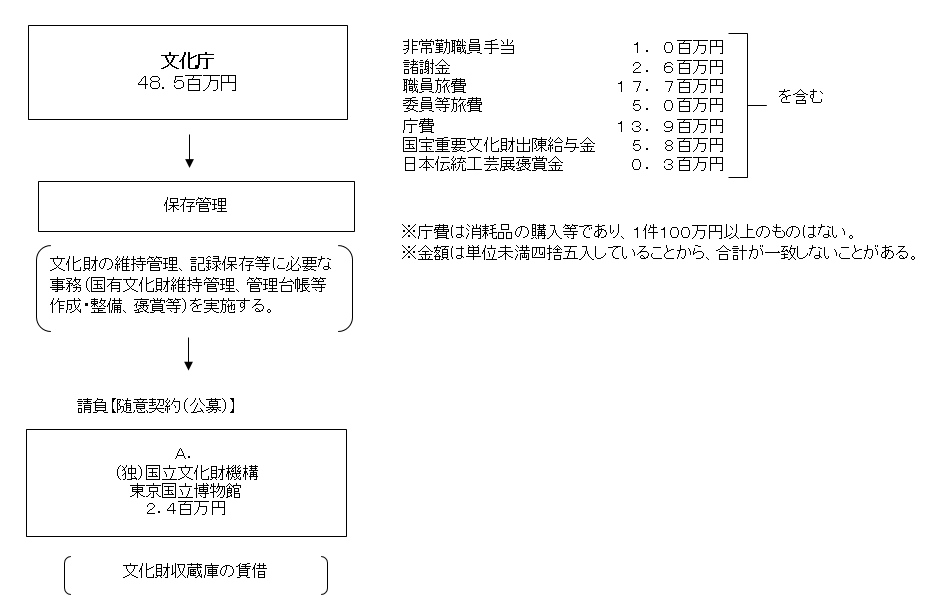 文化庁
48．5百万円
非常勤職員手当　１．０百万円
諸謝金　２．６百万円
職員旅費　１７．７百万円
委員等旅費　５．０百万円
庁費　１３．９百万円
国宝重要文化財出陳給与金　５．８百万円
日本伝統工芸展褒賞金　０．３百万円
を含む
保存管理
※庁費は消耗品の購入等であり、1件100万円以上のものはない。
※金額は単位未満四捨五入していることから、合計が一致しないことがある。
文化財の維持管理、記録保存等に必要な
事務（国有文化財維持管理、管理台帳等
作成・整備、褒賞等）を実施する。
請負【随意契約（公募）】
Ａ．
（独）国立文化財機構
東京国立博物館
２．４百万円
文化財収蔵庫の賃借